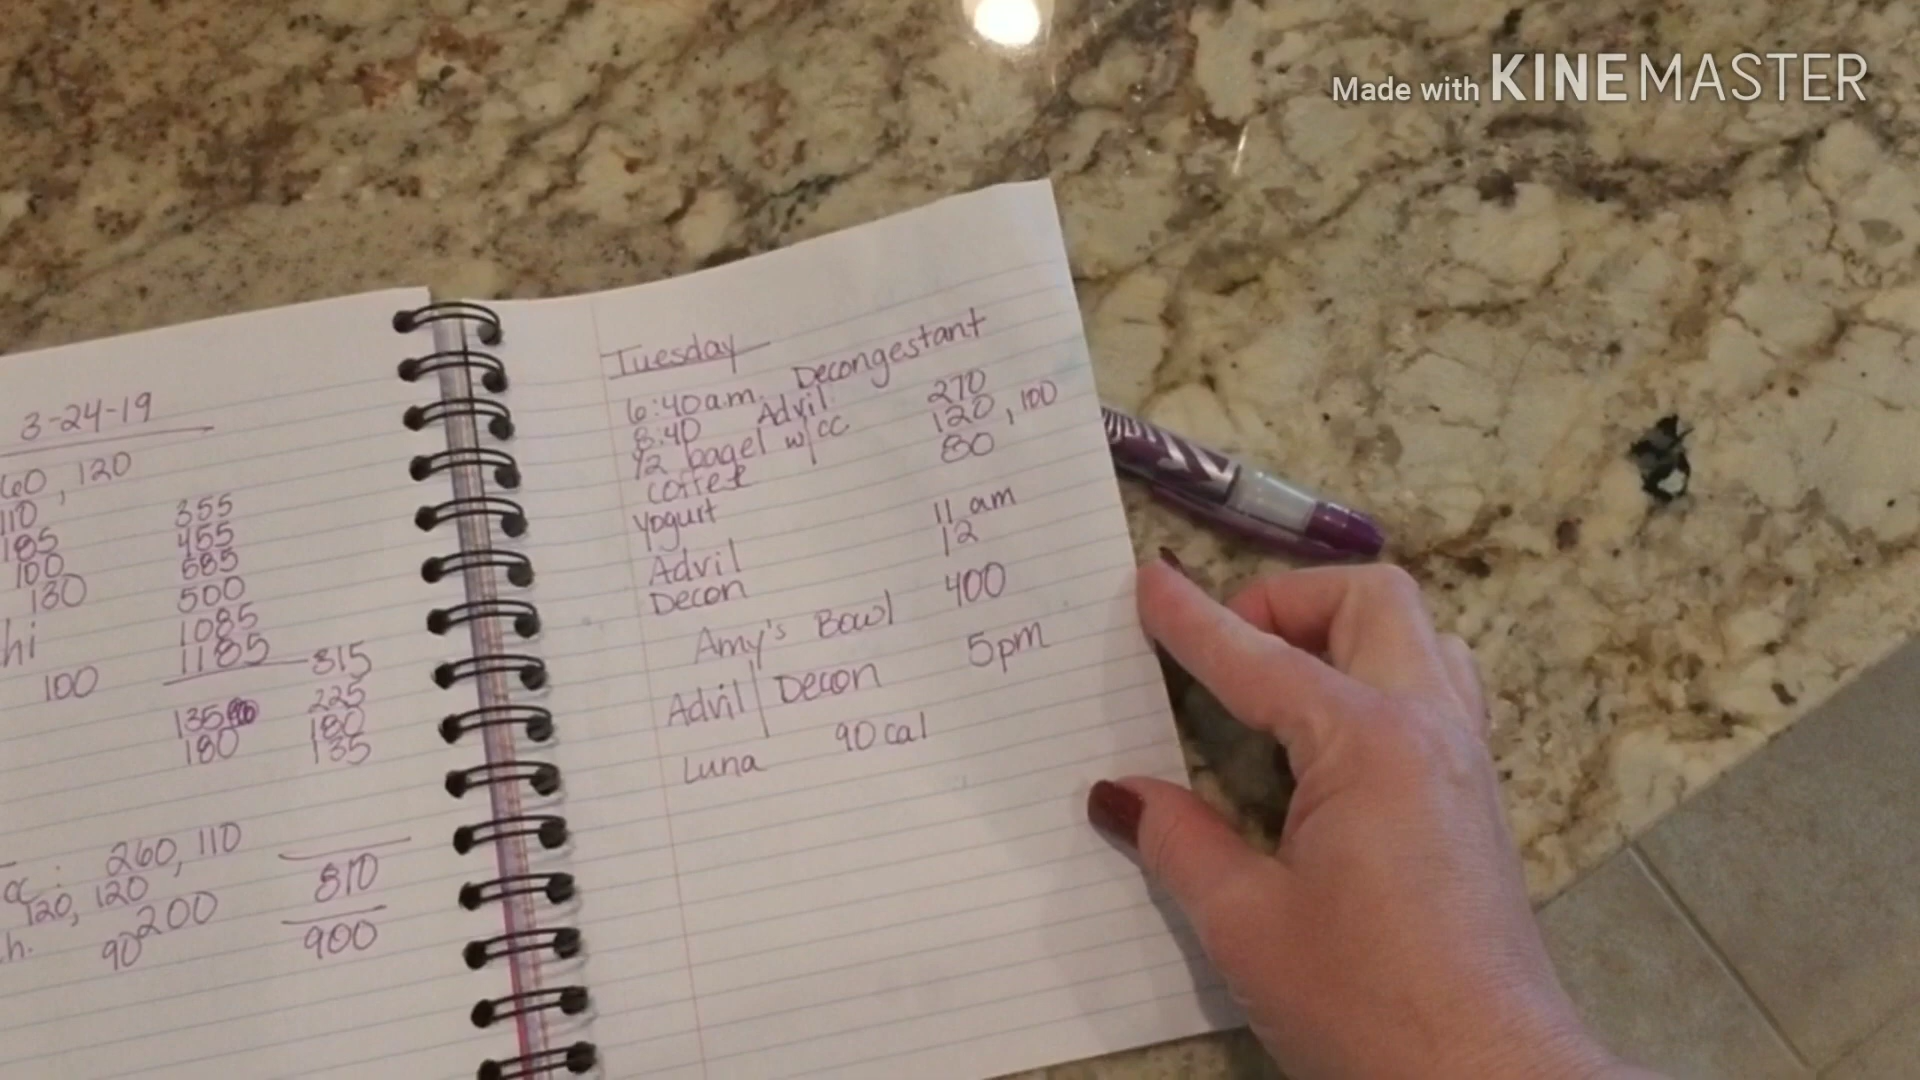 Made with KINEMASTER
3-24-19
60, 120
110 355
185 455
100 585
130 500
hi 1085
100 1185 815
135 225
180 180
135
cc: 260, 110
120, 120 810
h. 200
90 900
Tuesday
6:40am. Decongestant
8:40 Advil
1/2 bagel w/cc 270
coffee 120, 100
yogurt 80
Advil 11 am
Decon 12
Amy's Bowl 400
Advil | Decon 5pm
Luna 90 cal